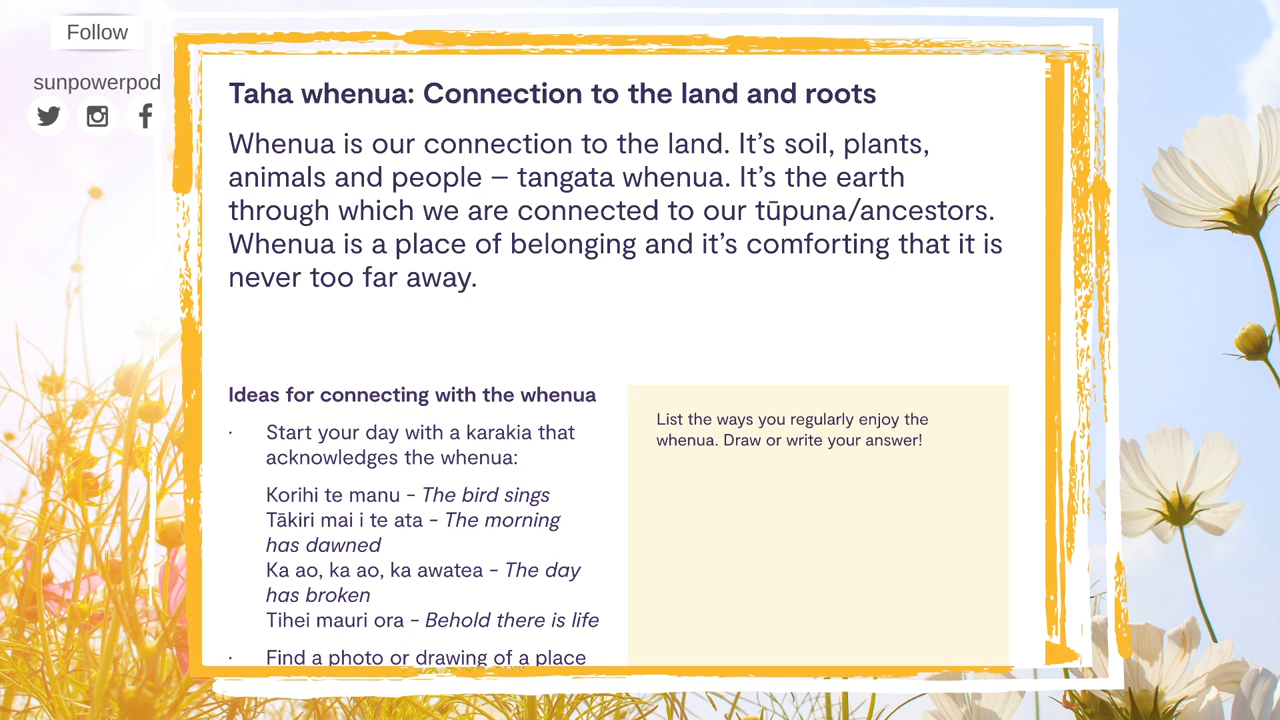 Follow
sunpowerpod
Taha whenua: Connection to the land and roots
Whenua is our connection to the land. It’s soil, plants,
animals and people – tangata whenua. It’s the earth
through which we are connected to our tūpuna/ancestors.
Whenua is a place of belonging and it’s comforting that it is
never too far away.
Ideas for connecting with the whenua
· Start your day with a karakia that
acknowledges the whenua:
Korihi te manu – The bird sings
Tākiri mai i te ata – The morning
has dawned
Ka ao, ka ao, ka awatea – The day
has broken
Tihei mauri ora – Behold there is life
· Find a photo or drawing of a place
List the ways you regularly enjoy the
whenua. Draw or write your answer!